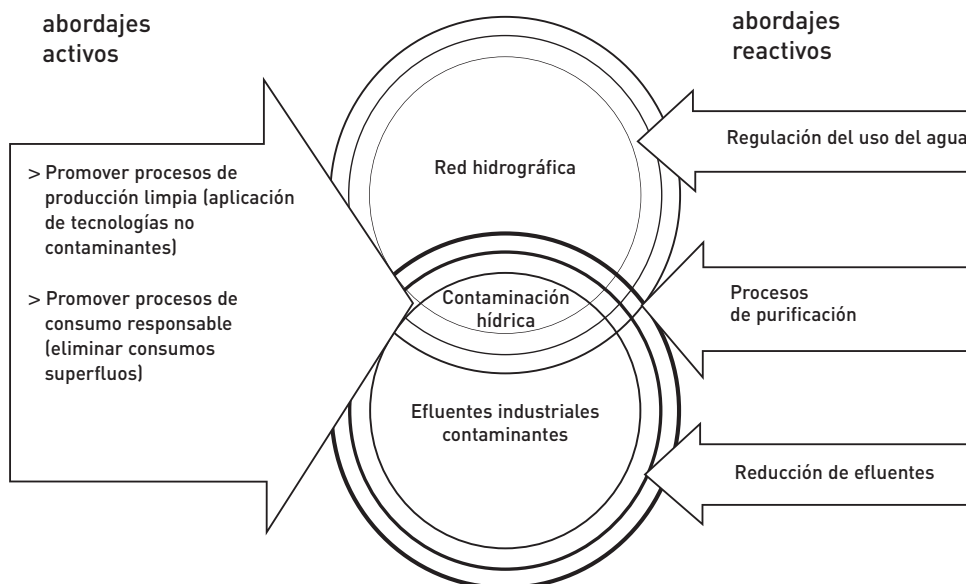 abordajes
activos
abordajes
reactivos
> Promover procesos de
producción limpia (aplicación
de tecnologías no
contaminantes)
> Promover procesos de
consumo responsable
(eliminar consumos
superfluos)
Red hidrográfica
Contaminación
hídrica
Efluentes industriales
contaminantes
Regulación del uso del agua
Procesos
de purificación
Reducción de efluentes